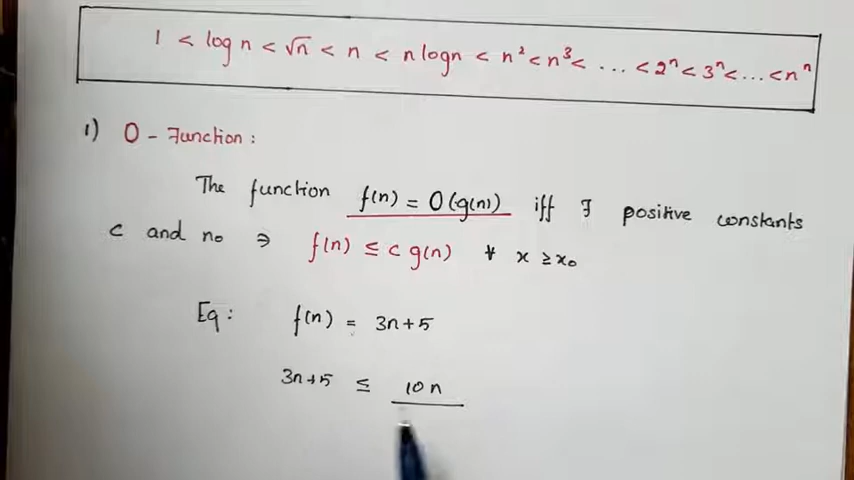 1 < log n < √n < n < n log n < n² < n³ < ... < 2ⁿ < 3ⁿ < ... < nⁿ
1) O - Function :
The function f(n) = O(g(n)) iff ∃ positive constants
c and n₀ ∋ f(n) ≤ c g(n) ∀ x ≥ x₀
Eg : f(n) = 3n+5
3n+5 ≤ 10n